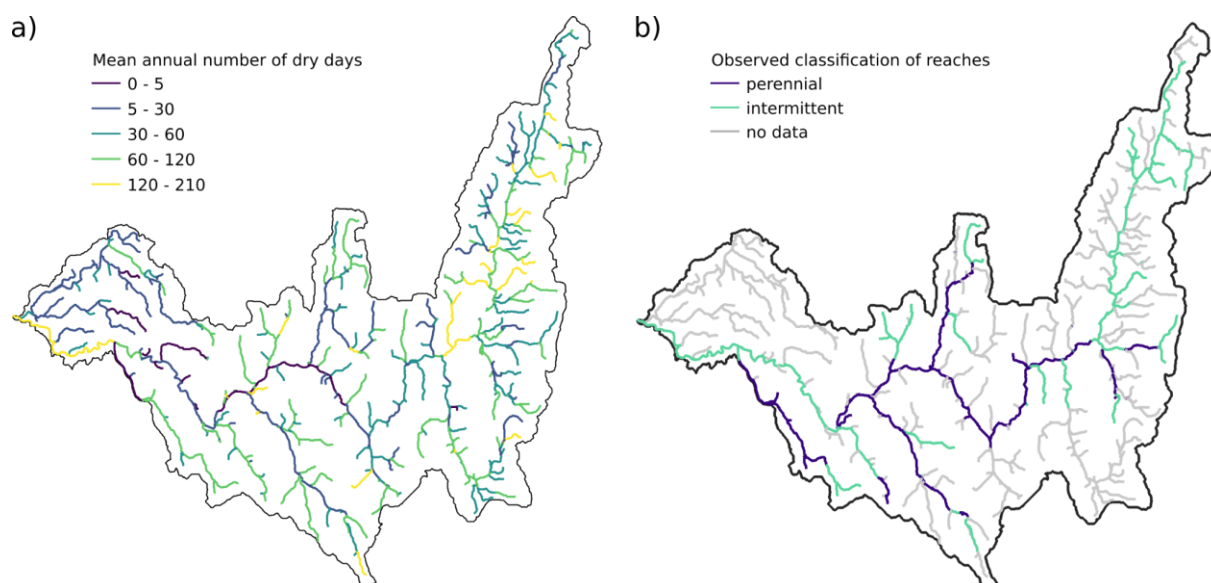 a)
Mean annual number of dry days
0 - 5
5 - 30
30 - 60
60 - 120
120 - 210
b)
Observed classification of reaches
perennial
intermittent
no data